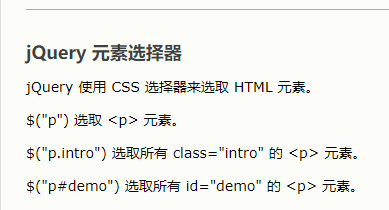 jQuery 元素选择器
jQuery 使用 CSS 选择器来选取 HTML 元素。
$("p") 选取 <p> 元素。
$("p.intro") 选取所有 class="intro" 的 <p> 元素。
$("p#demo") 选取所有 id="demo" 的 <p> 元素。